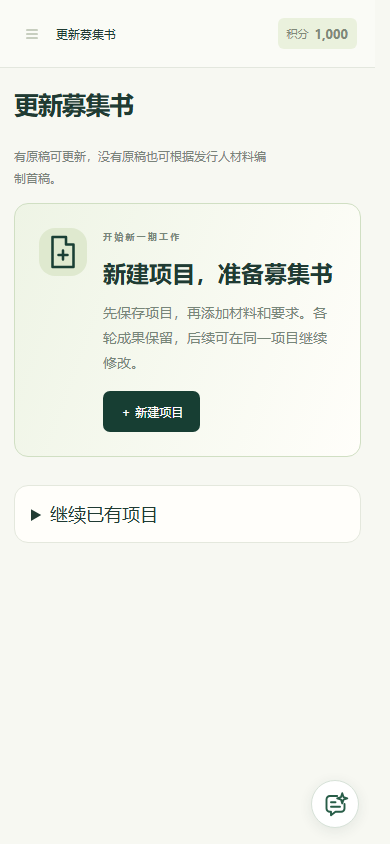 更新募集书
积分 1,000
更新募集书
有原稿可更新，没有原稿也可根据发行人材料编
制首稿。
开始新一期工作
新建项目，准备募集书
先保存项目，再添加材料和要求。各
轮成果保留，后续可在同一项目继续
修改。
+ 新建项目
继续已有项目